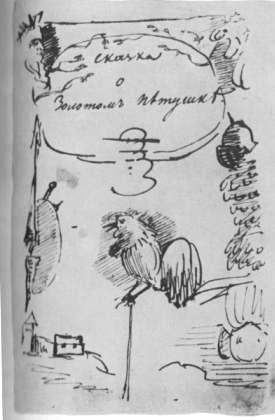 Сказка
о
Золотомъ пѣтушкѣ